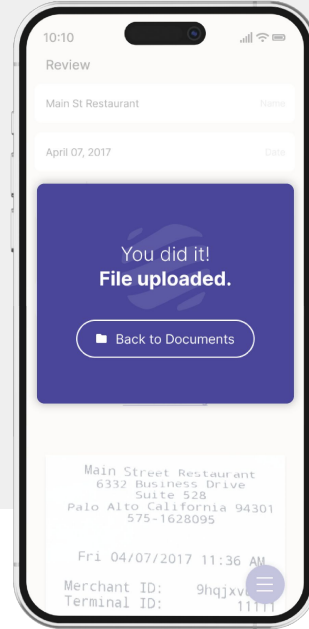 10:10
Review
Main St Restaurant Name
April 07, 2017 Date
You did it!
File uploaded.
Back to Documents
Main Street Restaurant
6332 Business Drive
Suite 528
Palo Alto California 94301
575-1628095
Fri 04/07/2017 11:36 AM
Merchant ID:
Terminal ID: 11111